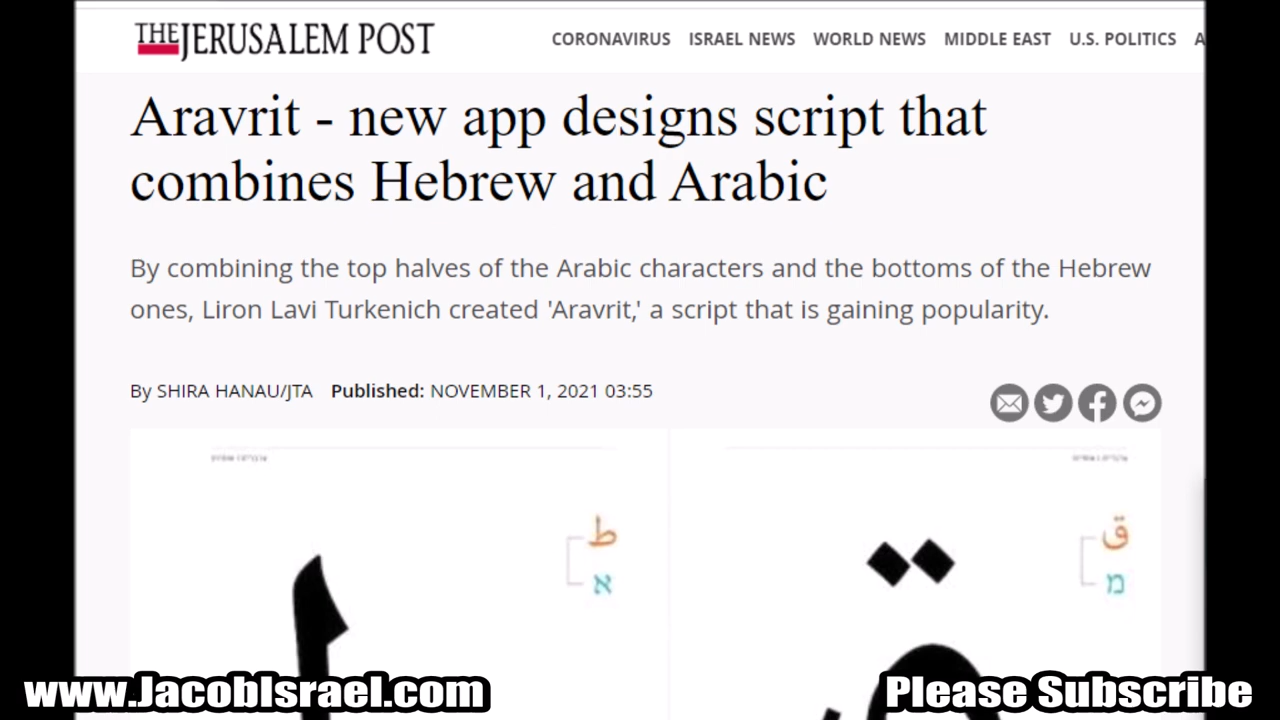 THE JERUSALEM POST
CORONAVIRUS ISRAEL NEWS WORLD NEWS MIDDLE EAST U.S. POLITICS A
Aravrit - new app designs script that
combines Hebrew and Arabic
By combining the top halves of the Arabic characters and the bottoms of the Hebrew
ones, Liron Lavi Turkenich created 'Aravrit,' a script that is gaining popularity.
By SHIRA HANAU/JTA Published: NOVEMBER 1, 2021 03:55
ط
א
ق
מ
www.JacobIsrael.com
Please Subscribe